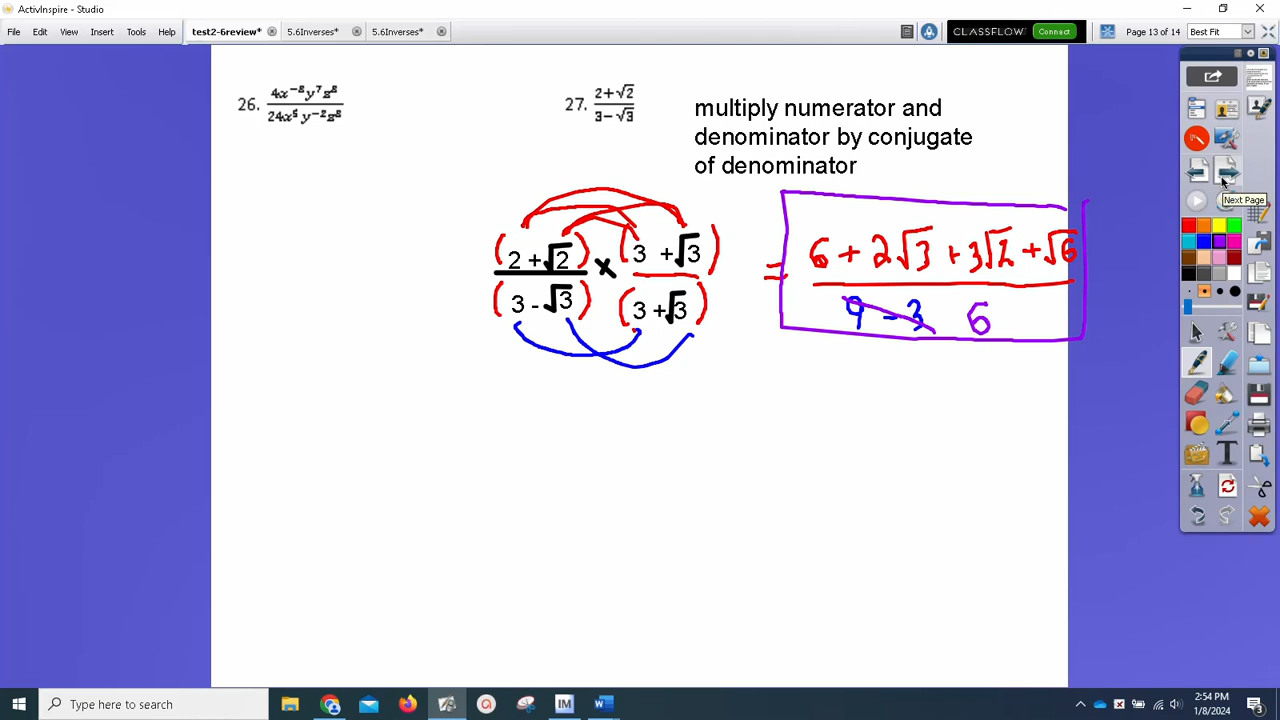 ActivInspire - Studio
File Edit View Insert Tools Help test2-6review* 5.6Inverses* 5.6Inverses* CLASSFLOW Connect Page 13 of 14 Best Fit
26. 4x⁻⁸y⁷z⁸ / 24x⁵y⁻²z⁸
27. 2+√2 / 3−√3
multiply numerator and
denominator by conjugate
of denominator
Next Page
(2 + √2) / (3 - √3) × (3 + √3) / (3 + √3)
= 6 + 2√3 + 3√2 + √6
9 - 3 6
T
Type here to search
IM
W
2:54 PM
1/8/2024
3